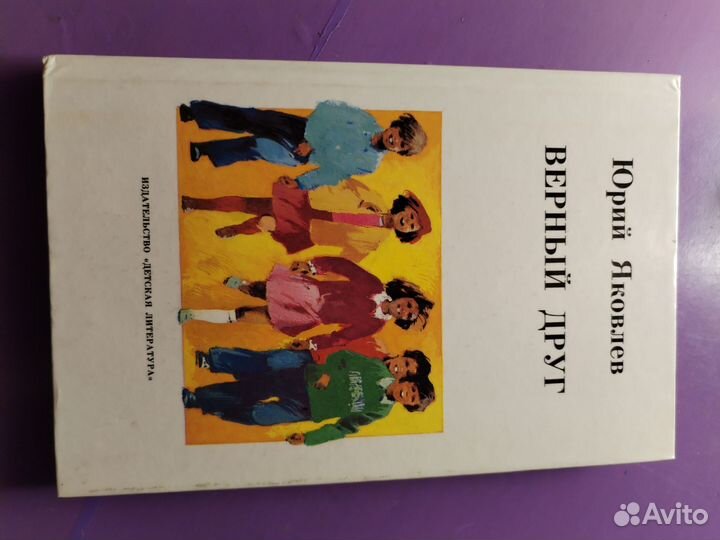 Юрий Яковлев
ВЕРНЫЙ ДРУГ
ИЗДАТЕЛЬСТВО «ДЕТСКАЯ ЛИТЕРАТУРА»
Avito